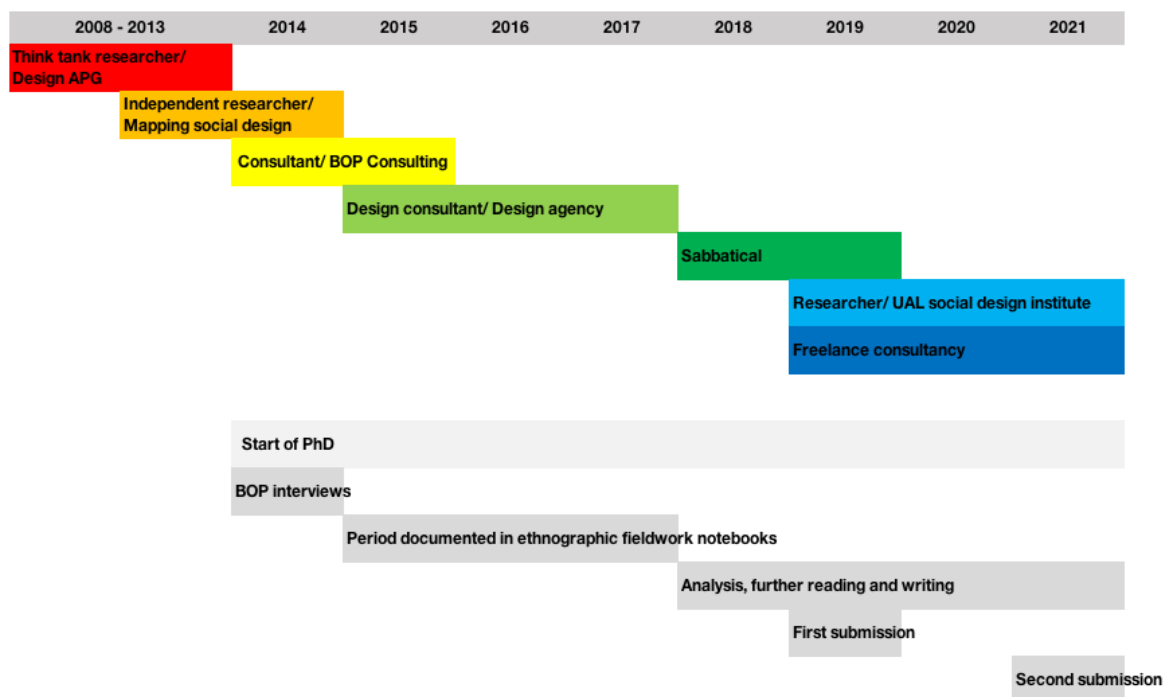 2008 - 2013 2014 2015 2016 2017 2018 2019 2020 2021
Think tank researcher/
Design APG
Independent researcher/
Mapping social design
Consultant/ BOP Consulting
Design consultant/ Design agency
Sabbatical
Researcher/ UAL social design institute
Freelance consultancy
Start of PhD
BOP interviews
Period documented in ethnographic fieldwork notebooks
Analysis, further reading and writing
First submission
Second submission